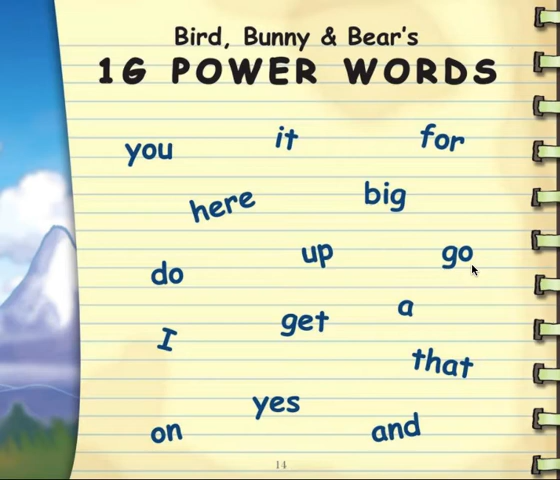 Bird, Bunny & Bear's
16 POWER WORDS
you it for
here big
do up go
I get a
that
yes
on and
14